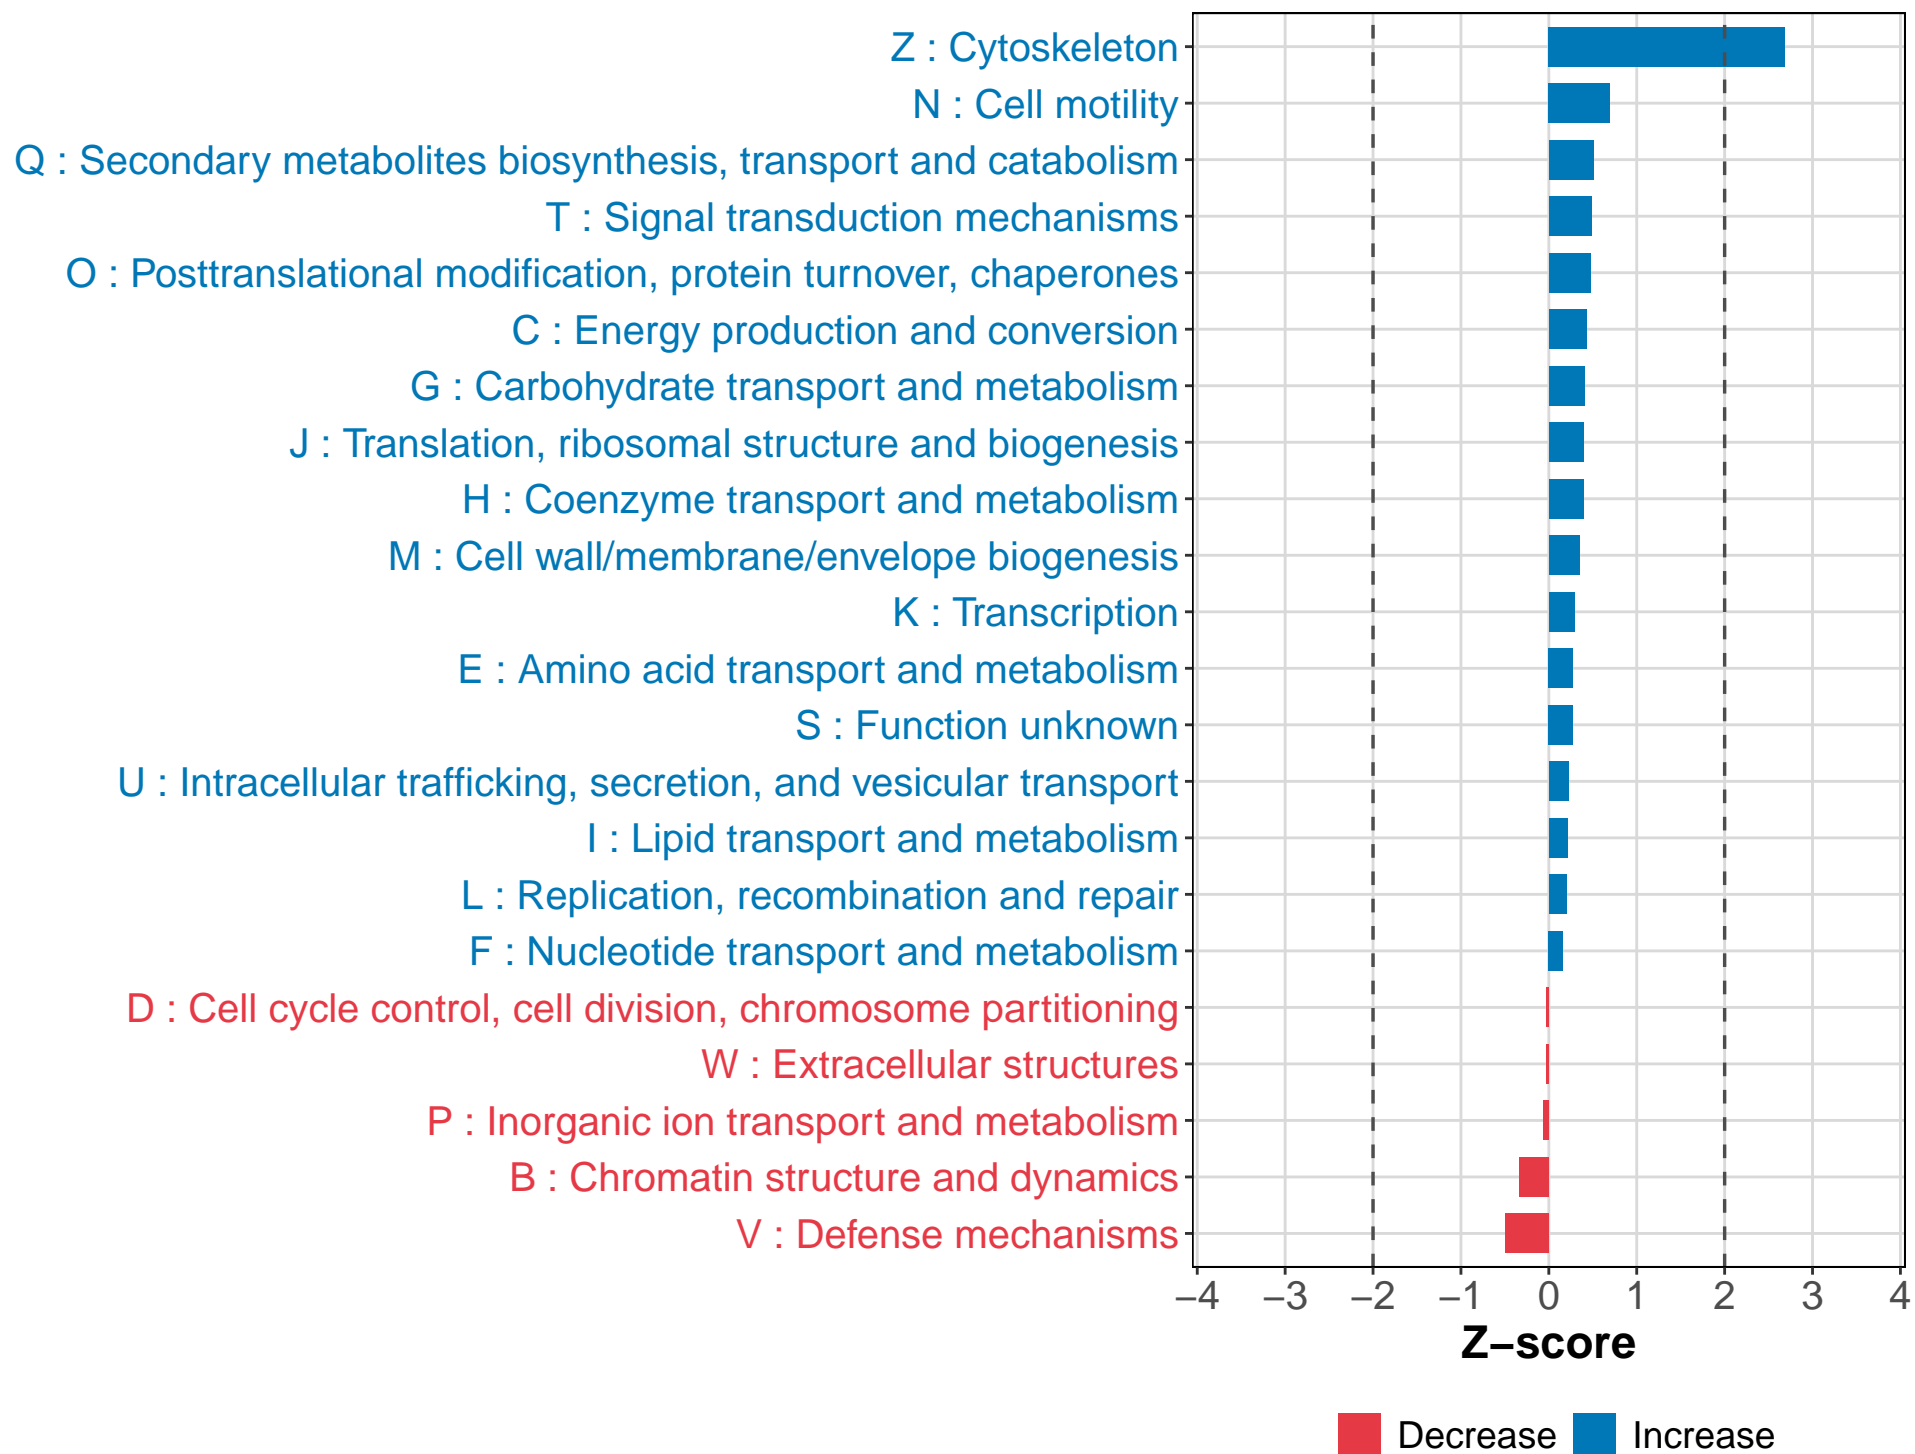 Z : Cytoskeleton
N : Cell motility
Q : Secondary metabolites biosynthesis, transport and catabolism
T : Signal transduction mechanisms
O : Posttranslational modification, protein turnover, chaperones
C : Energy production and conversion
G : Carbohydrate transport and metabolism
J : Translation, ribosomal structure and biogenesis
H : Coenzyme transport and metabolism
M : Cell wall/membrane/envelope biogenesis
K : Transcription
E : Amino acid transport and metabolism
S : Function unknown
U : Intracellular trafficking, secretion, and vesicular transport
I : Lipid transport and metabolism
L : Replication, recombination and repair
F : Nucleotide transport and metabolism
D : Cell cycle control, cell division, chromosome partitioning
W : Extracellular structures
P : Inorganic ion transport and metabolism
B : Chromatin structure and dynamics
V : Defense mechanisms
−4 −3 −2 −1 0 1 2 3 4
Z−score
Decrease Increase